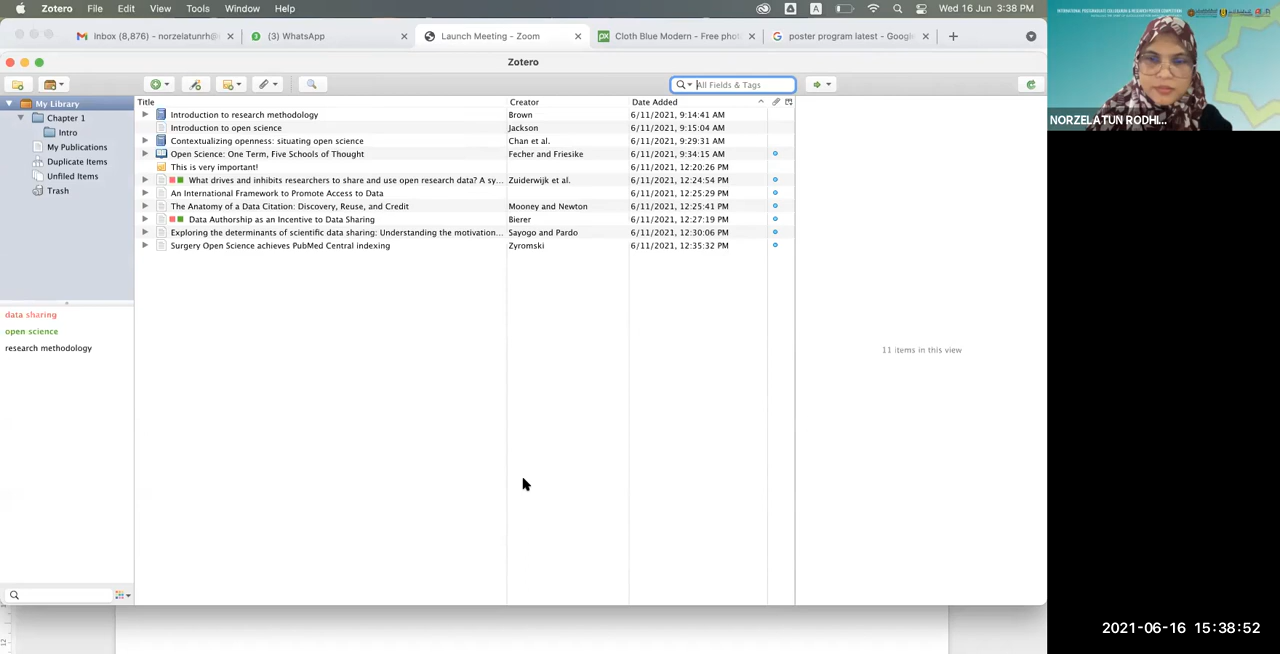 Zotero File Edit View Tools Window Help
A
Wed 16 Jun 3:38 PM
Inbox (8,876) - norzelatunrh@
(3) WhatsApp
Launch Meeting - Zoom
Cloth Blue Modern - Free phot
poster program latest - Google
INTERNATIONAL POSTGRADUATE COLLOQUIUM & RESEARCH POSTER COMPETITION
Zotero
All Fields & Tags
My Library
Chapter 1
Intro
My Publications
Duplicate Items
Unfiled Items
Trash
Title Creator Date Added
Introduction to research methodology Brown 6/11/2021, 9:14:41 AM
Introduction to open science Jackson 6/11/2021, 9:15:04 AM
Contextualizing openness: situating open science Chan et al. 6/11/2021, 9:29:31 AM
Open Science: One Term, Five Schools of Thought Fecher and Friesike 6/11/2021, 9:34:15 AM
This is very important! 6/11/2021, 12:20:26 PM
What drives and inhibits researchers to share and use open research data? A sy... Zuiderwijk et al. 6/11/2021, 12:24:54 PM
An International Framework to Promote Access to Data 6/11/2021, 12:25:29 PM
The Anatomy of a Data Citation: Discovery, Reuse, and Credit Mooney and Newton 6/11/2021, 12:25:41 PM
Data Authorship as an Incentive to Data Sharing Bierer 6/11/2021, 12:27:19 PM
Exploring the determinants of scientific data sharing: Understanding the motivation... Sayogo and Pardo 6/11/2021, 12:30:06 PM
Surgery Open Science achieves PubMed Central indexing Zyromski 6/11/2021, 12:35:32 PM
data sharing
open science
research methodology
11 items in this view
NORZELATUN RODHI...
12
2021-06-16 15:38:52